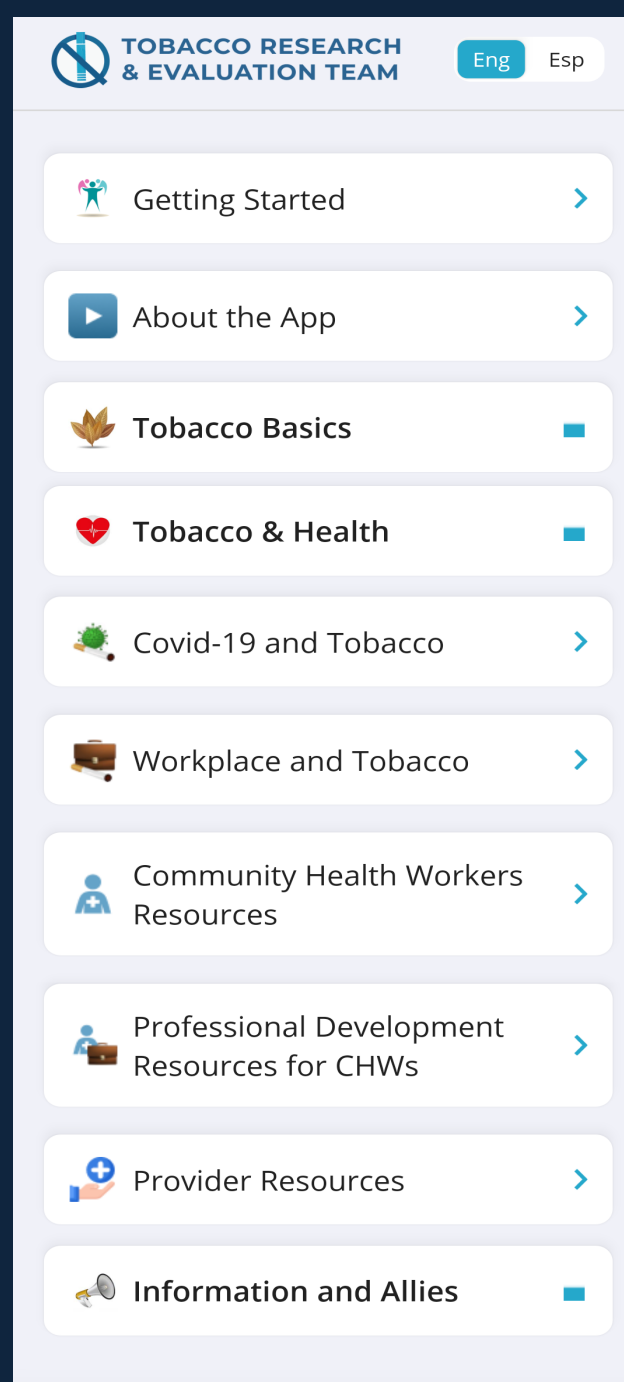 TOBACCO RESEARCH
& EVALUATION TEAM
Eng Esp
Getting Started
About the App
Tobacco Basics
Tobacco & Health
Covid-19 and Tobacco
Workplace and Tobacco
Community Health Workers
Resources
Professional Development
Resources for CHWs
Provider Resources
Information and Allies